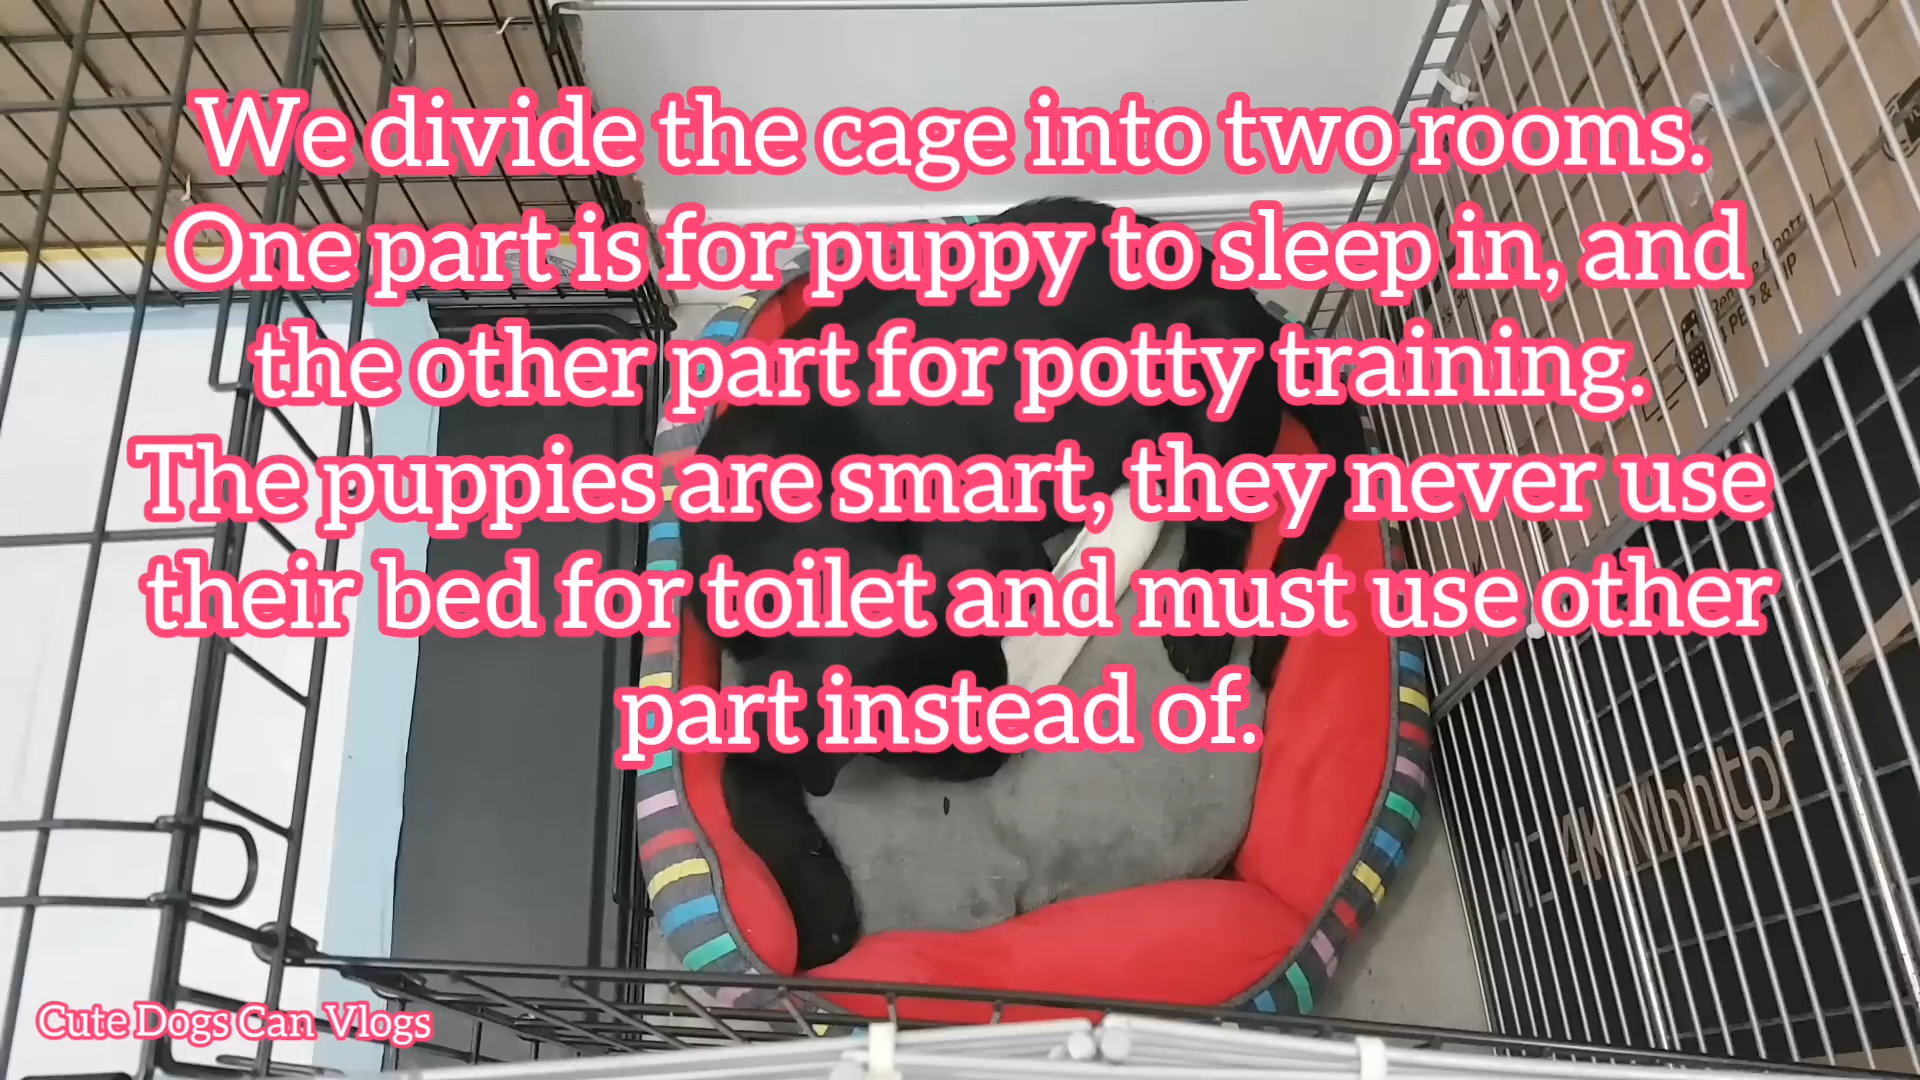 We divide the cage into two rooms.
One part is for puppy to sleep in, and
the other part for potty training.
The puppies are smart, they never use
their bed for toilet and must use other
part instead of.
4K Monitor
Cute Dogs Can Vlogs